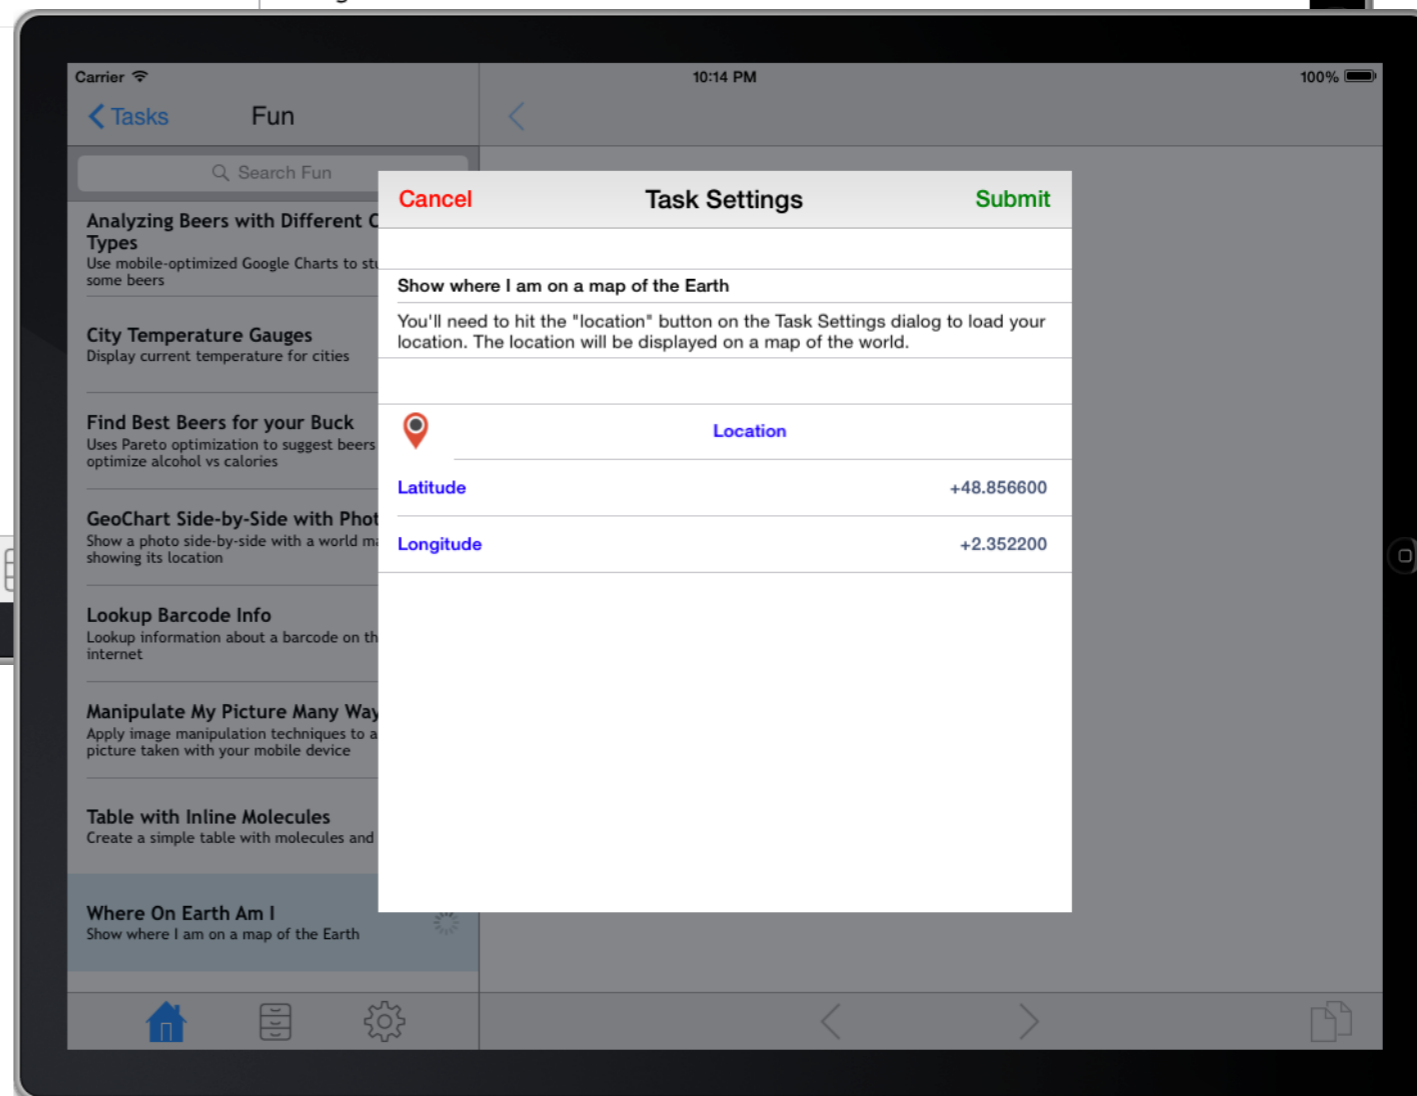 Carrier
10:14 PM
100%
Tasks
Fun
Search Fun
Analyzing Beers with Different C
Types
Use mobile-optimized Google Charts to stu
some beers
City Temperature Gauges
Display current temperature for cities
Find Best Beers for your Buck
Uses Pareto optimization to suggest beers
optimize alcohol vs calories
GeoChart Side-by-Side with Phot
Show a photo side-by-side with a world ma
showing its location
Lookup Barcode Info
Lookup information about a barcode on th
internet
Manipulate My Picture Many Way
Apply image manipulation techniques to a
picture taken with your mobile device
Table with Inline Molecules
Create a simple table with molecules and
Where On Earth Am I
Show where I am on a map of the Earth
Cancel
Task Settings
Submit
Show where I am on a map of the Earth
You'll need to hit the "location" button on the Task Settings dialog to load your
location. The location will be displayed on a map of the world.
Location
Latitude
+48.856600
Longitude
+2.352200